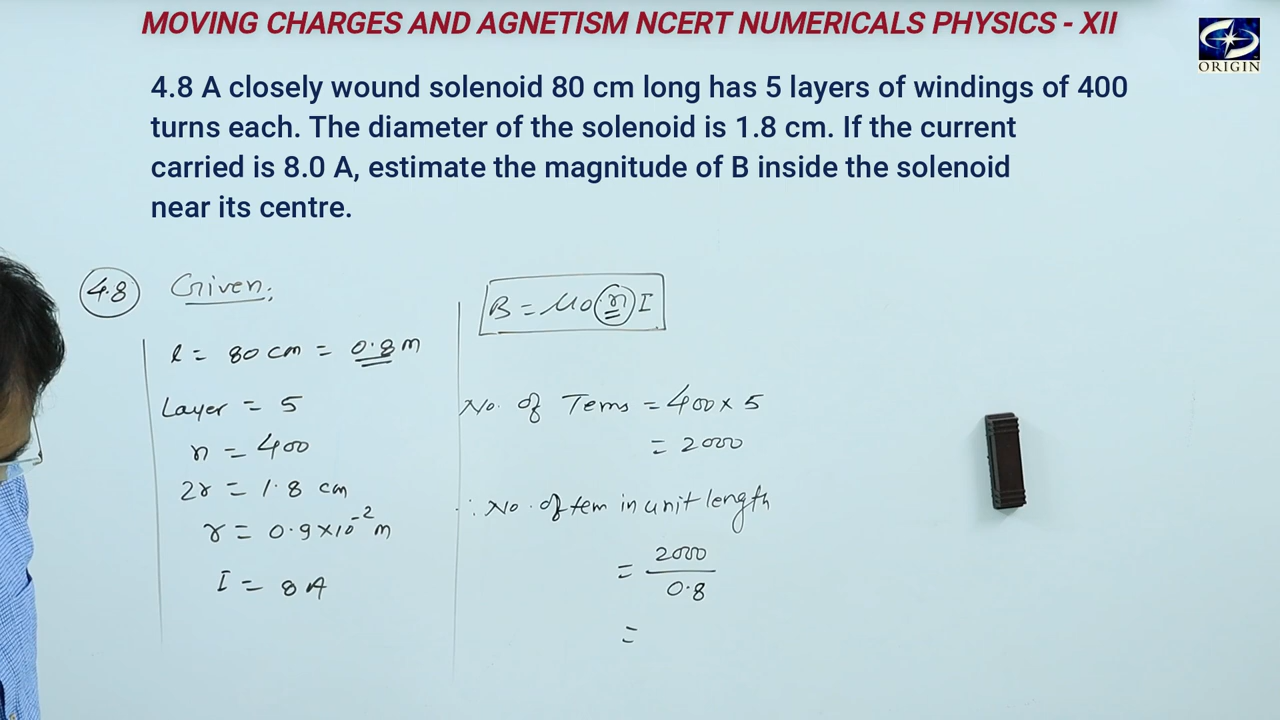 MOVING CHARGES AND AGNETISM NCERT NUMERICALS PHYSICS - XII
ORIGIN
4.8 A closely wound solenoid 80 cm long has 5 layers of windings of 400
turns each. The diameter of the solenoid is 1.8 cm. If the current
carried is 8.0 A, estimate the magnitude of B inside the solenoid
near its centre.
4.8 Given;
l = 80 cm = 0.8 m
Layer = 5
n = 400
2r = 1.8 cm
r = 0.9 × 10⁻² m
I = 8 A
B = μ0 n I
No. of Terns = 400 × 5
= 2000
∴ No. of tern in unit length
= 2000
0.8
=